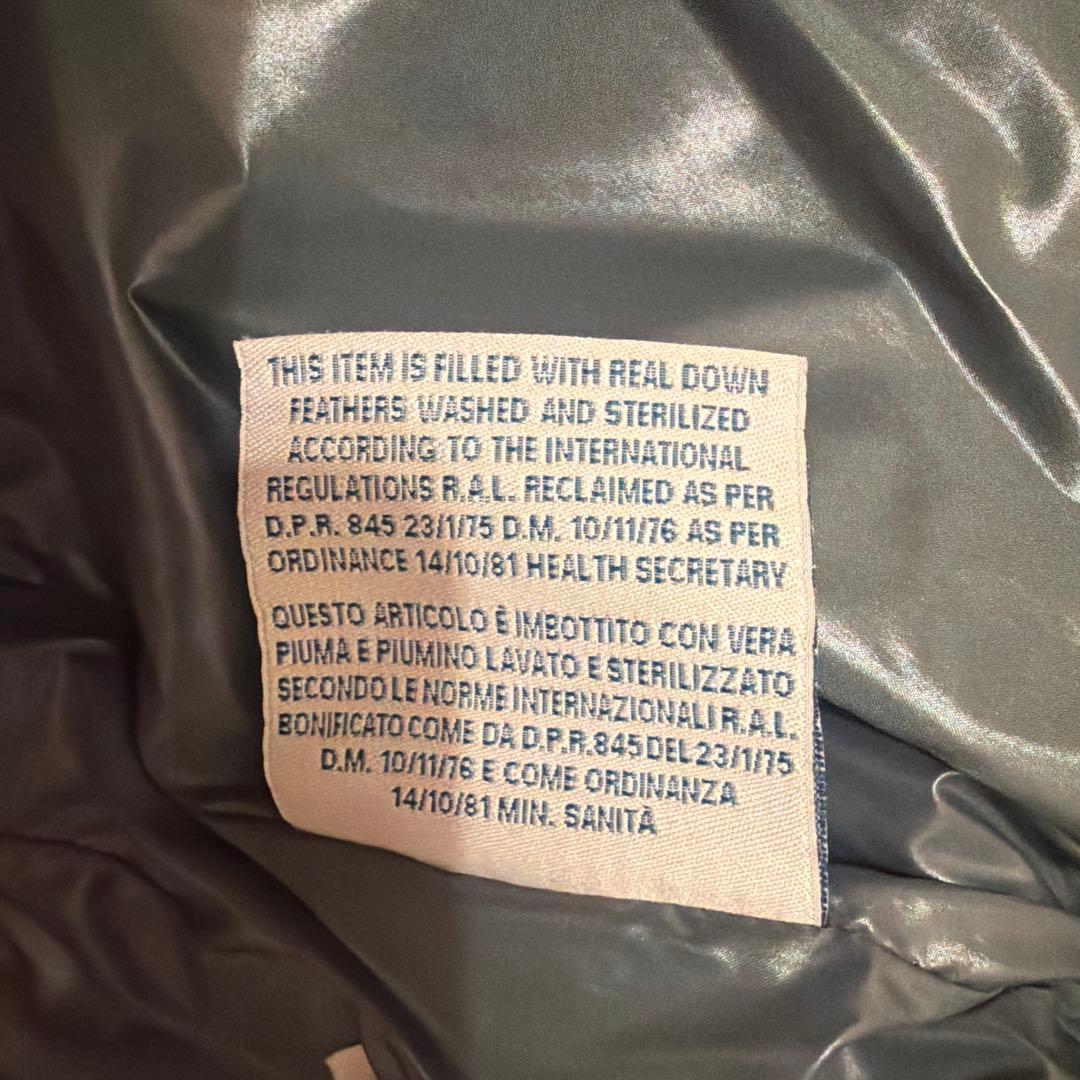 THIS ITEM IS FILLED WITH REAL DOWN
FEATHERS WASHED AND STERILIZED
ACCORDING TO THE INTERNATIONAL
REGULATIONS R.A.L. RECLAIMED AS PER
D.P.R. 845 23/1/75 D.M. 10/11/76 AS PER
ORDINANCE 14/10/81 HEALTH SECRETARY
QUESTO ARTICOLO È IMBOTTITO CON VERA
PIUMA E PIUMINO LAVATO E STERILIZZATO
SECONDO LE NORME INTERNAZIONALI R.A.L.
BONIFICATO COME DA D.P.R. 845 DEL 23/1/75
D.M. 10/11/76 E COME ORDINANZA
14/10/81 MIN. SANITÀ